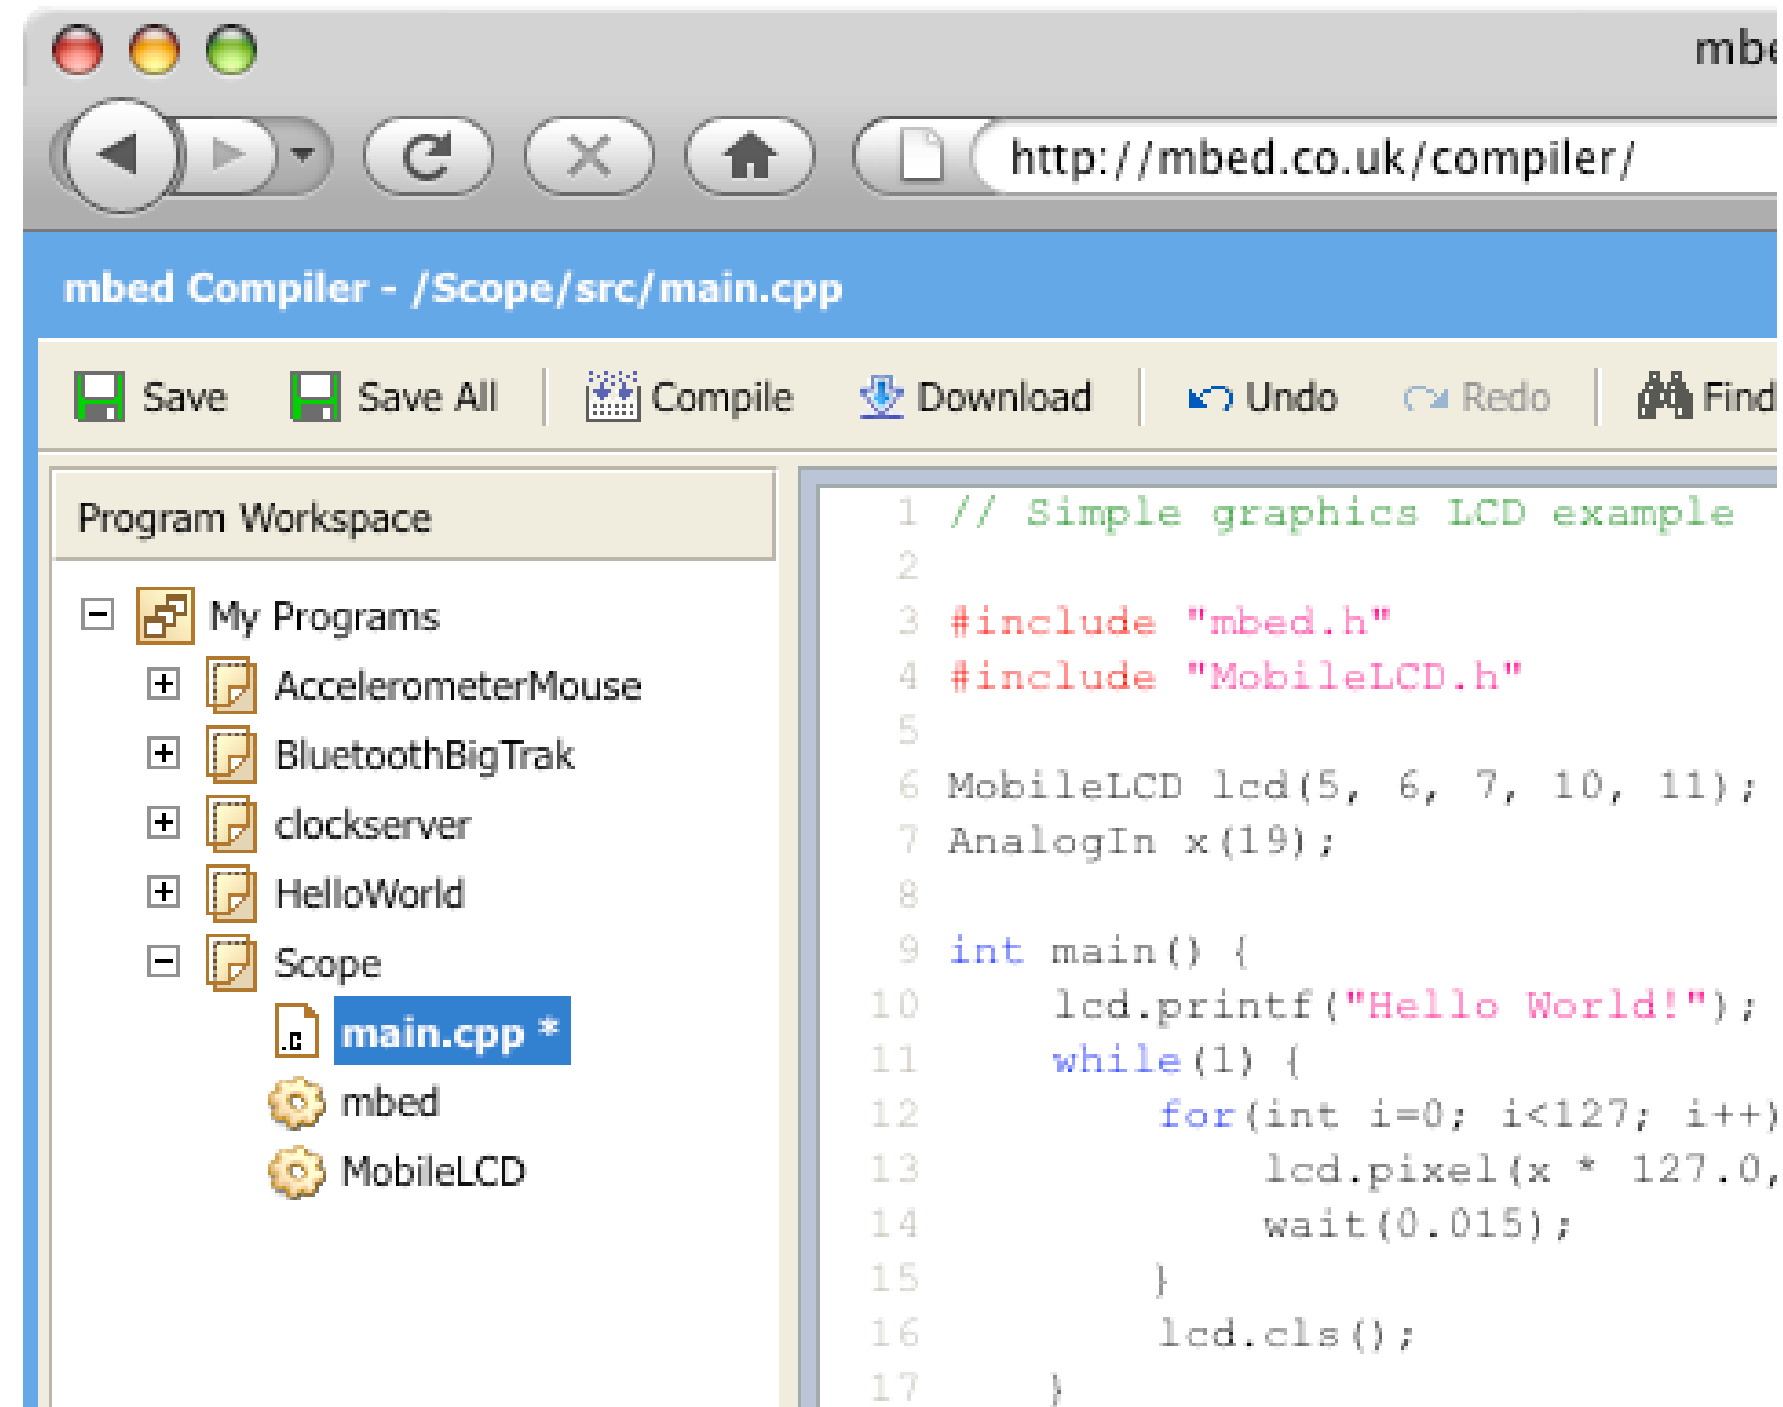 mbe
http://mbed.co.uk/compiler/
mbed Compiler - /Scope/src/main.cpp
Save Save All Compile Download Undo Redo Find
Program Workspace
My Programs
AccelerometerMouse
BluetoothBigTrak
clockserver
HelloWorld
Scope
.c main.cpp *
mbed
MobileLCD
1 // Simple graphics LCD example
2
3 #include "mbed.h"
4 #include "MobileLCD.h"
5
6 MobileLCD lcd(5, 6, 7, 10, 11);
7 AnalogIn x(19);
8
9 int main() {
10 lcd.printf("Hello World!");
11 while(1) {
12 for(int i=0; i<127; i++)
13 lcd.pixel(x * 127.0,
14 wait(0.015);
15 }
16 lcd.cls();
17 }